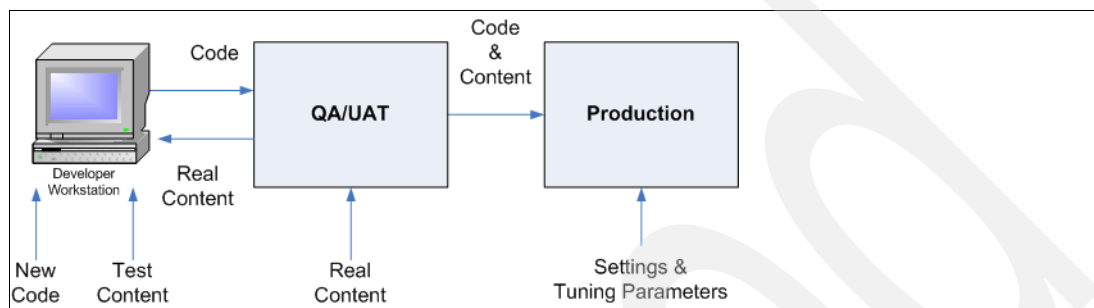 Code
Code
&
Content
QA/UAT
Production
Developer
Workstation
Real
Content
New
Code
Test
Content
Real
Content
Settings &
Tuning Parameters